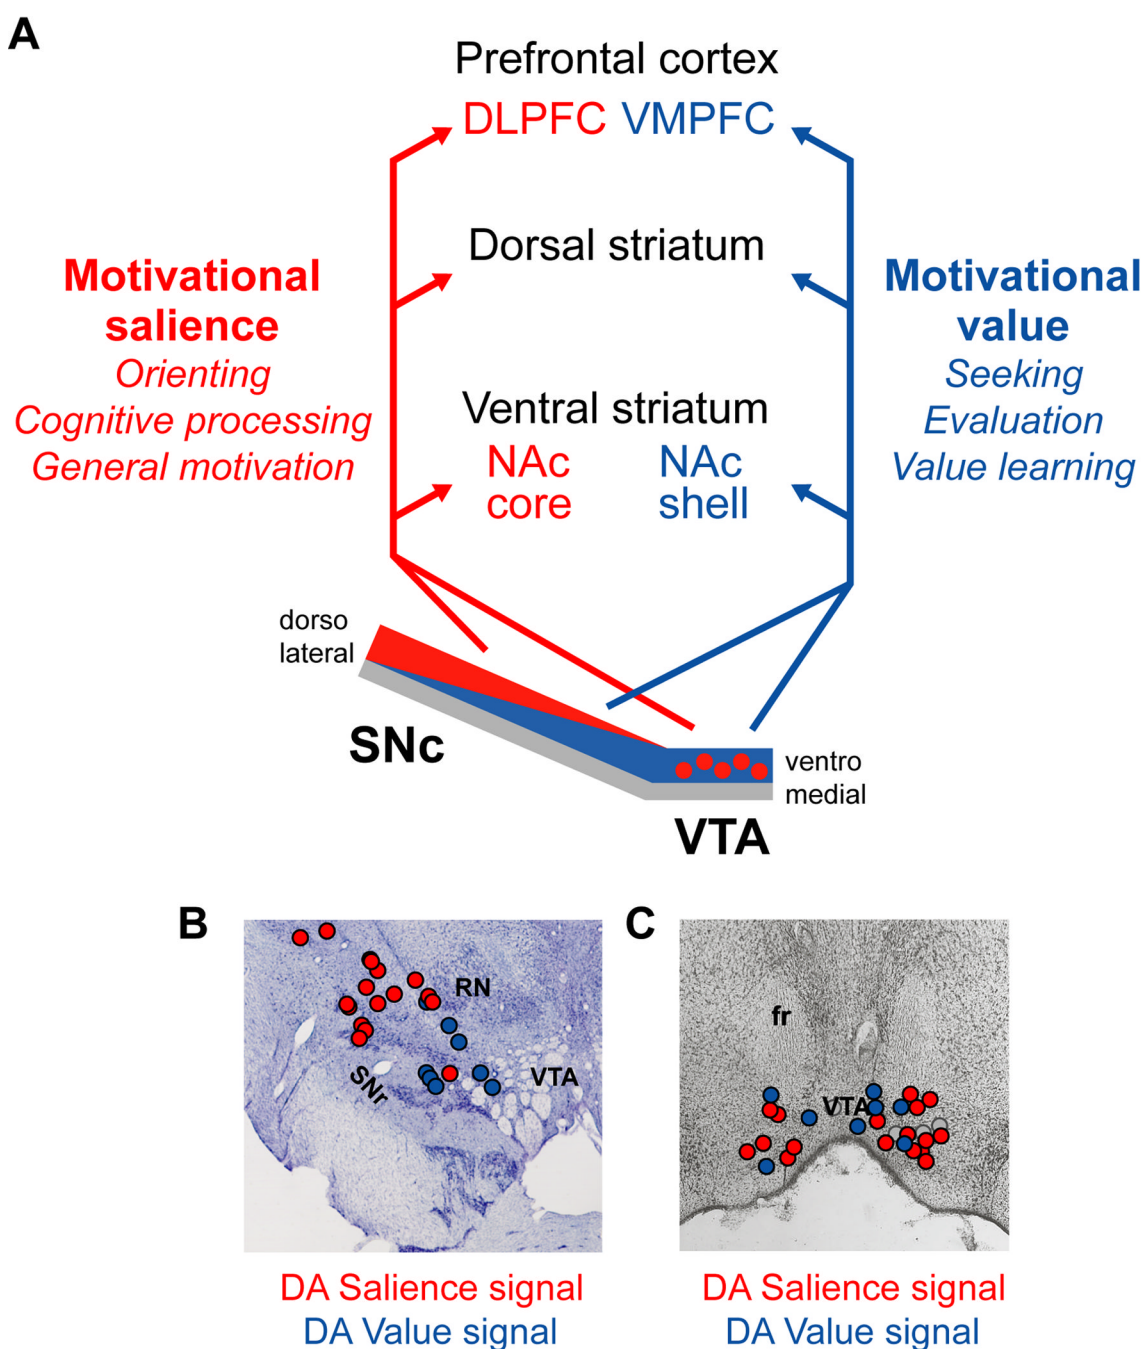 A
Prefrontal cortex
DLPFC VMPFC
Dorsal striatum
Motivational
salience
Orienting
Cognitive processing
General motivation
Motivational
value
Seeking
Evaluation
Value learning
Ventral striatum
NAc
core
NAc
shell
dorso
lateral
SNc
ventro
medial
VTA
B
RN
SNr
VTA
DA Salience signal
DA Value signal
C
fr
VTA
DA Salience signal
DA Value signal